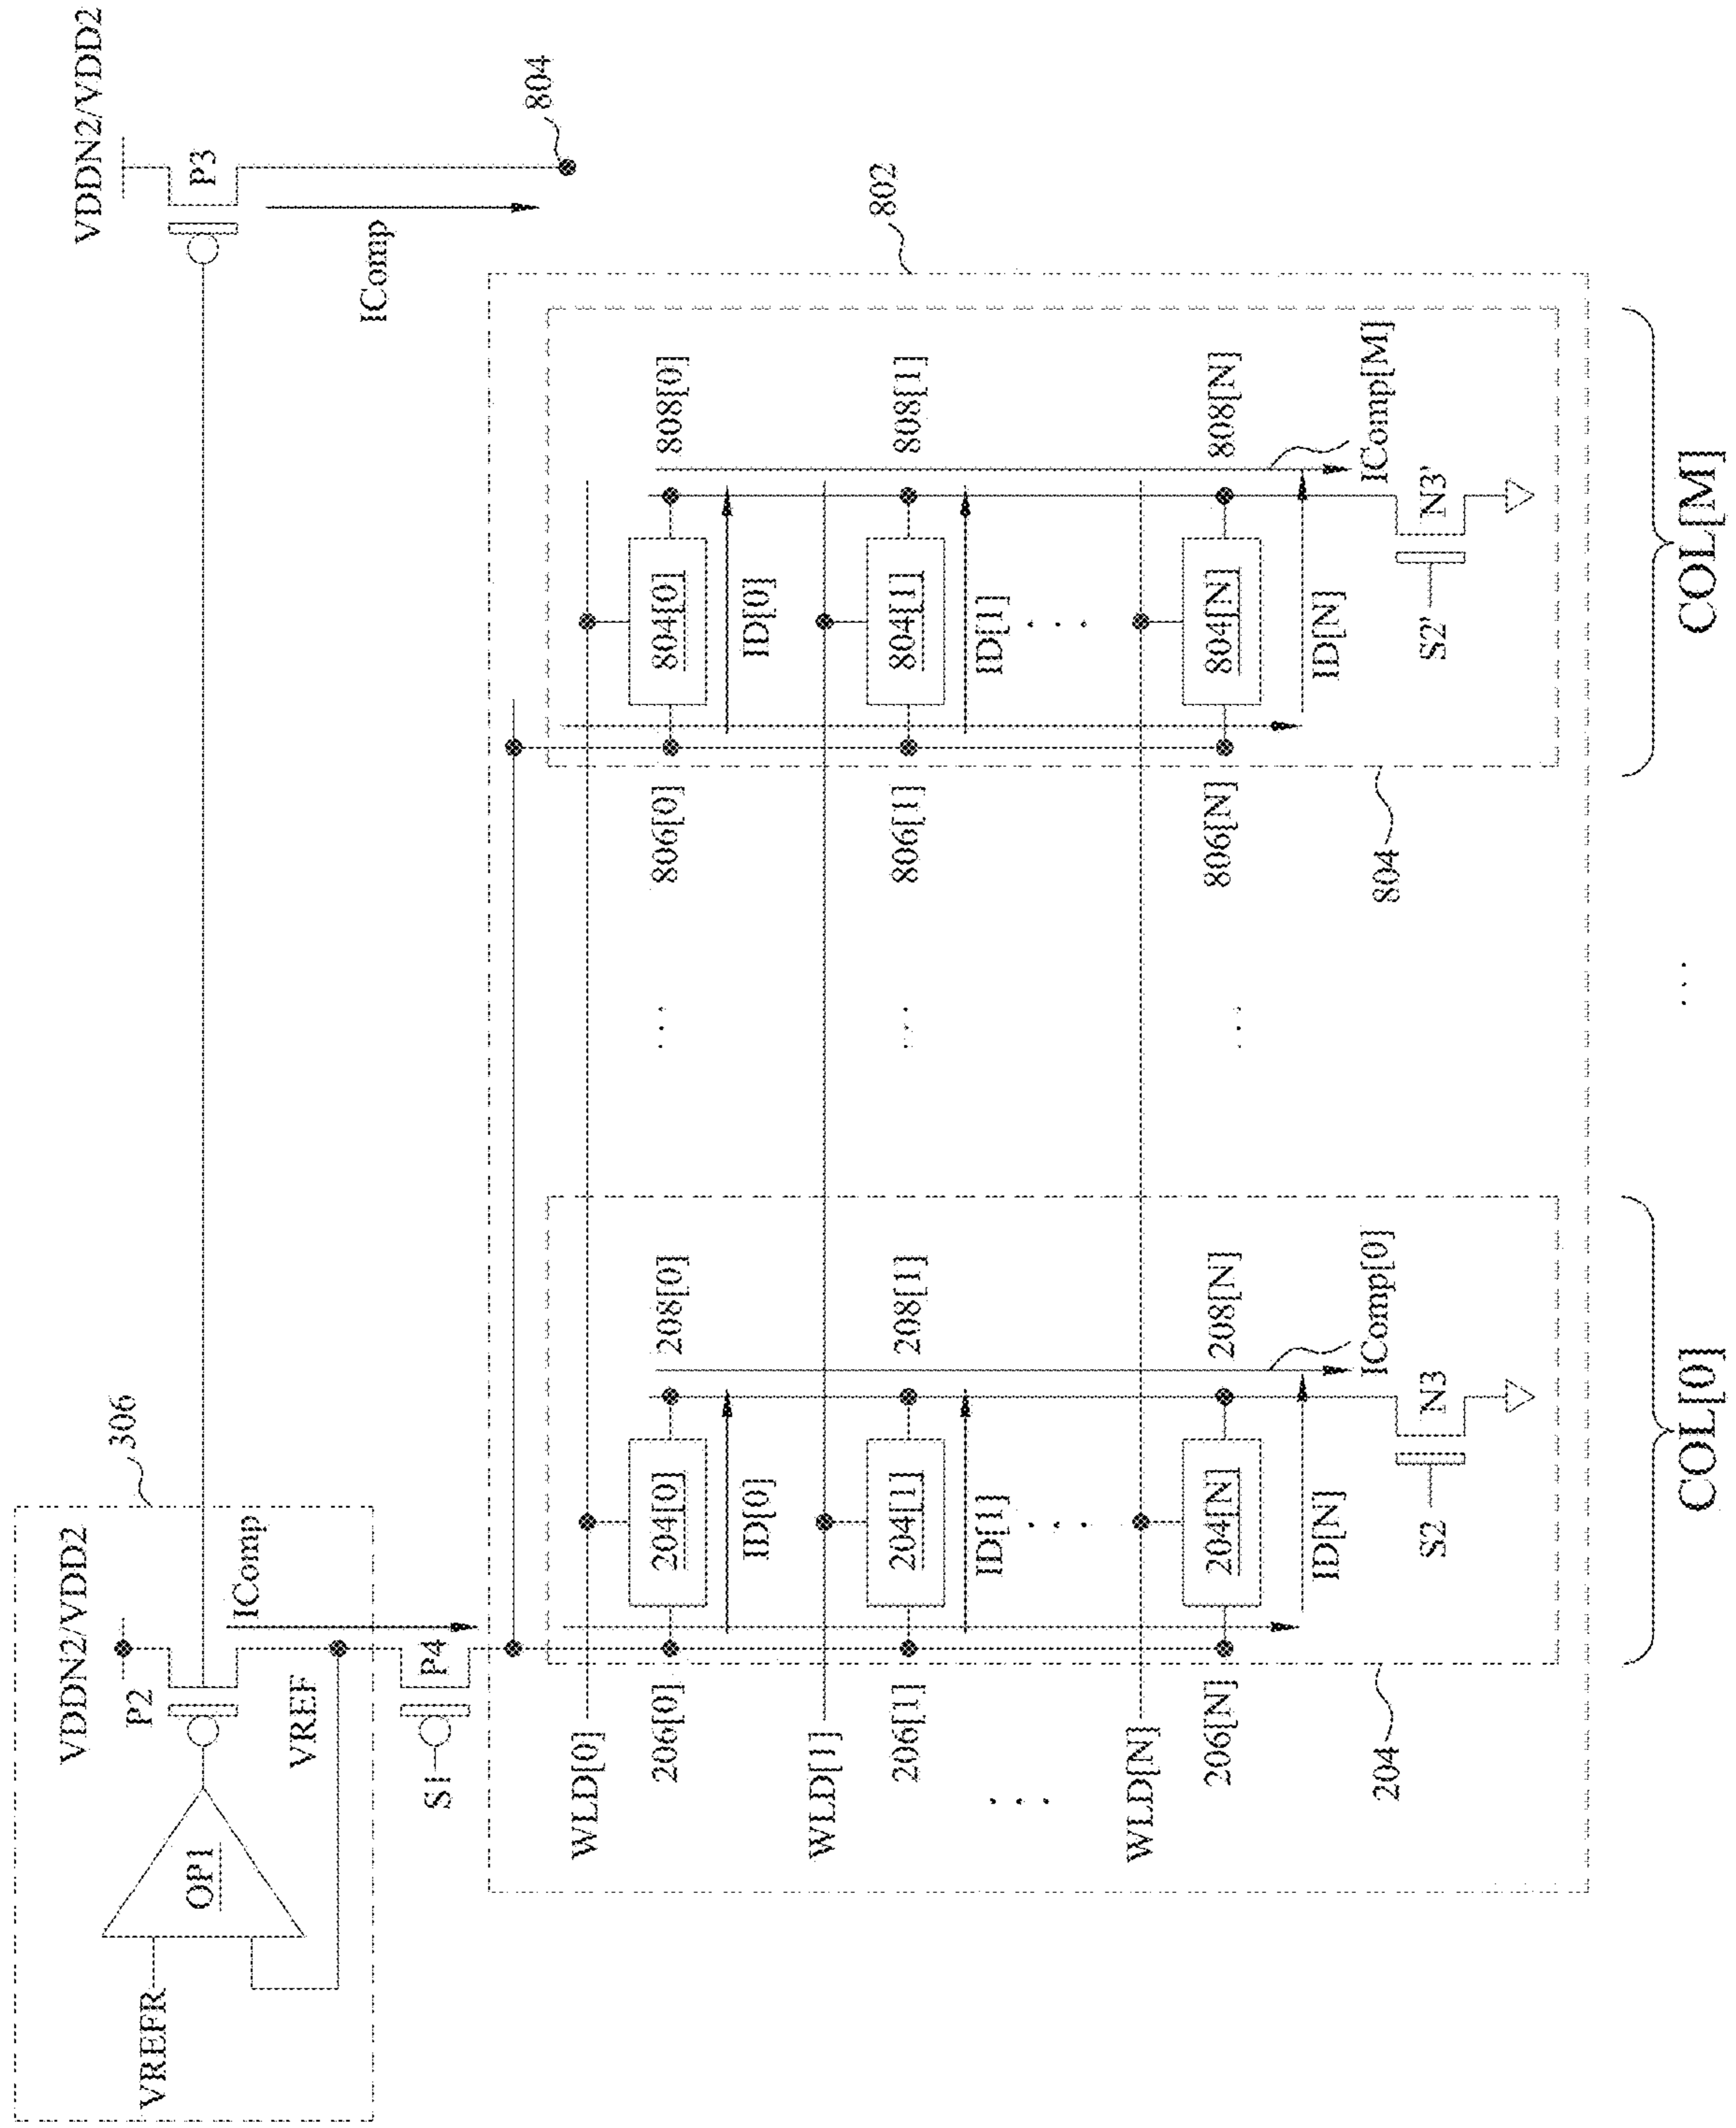 VDDN2/VDD2
VDDN2/VDD2
306
P2
P3
VREFR
OP1
IComp
IComp
VREF
804
S1
P4
802
WLD[0]
206[0]
204[0]
208[0]
...
806[0]
804[0]
808[0]
ID[0]
ID[0]
WLD[1]
206[1]
204[1]
208[1]
...
806[1]
804[1]
808[1]
ID[1]
ID[1]
...
...
...
WLD[N]
206[N]
204[N]
208[N]
...
806[N]
804[N]
808[N]
ID[N]
ID[N]
IComp[0]
IComp[M]
204
S2
N3
804
S2'
N3'
COL[0]
...
COL[M]